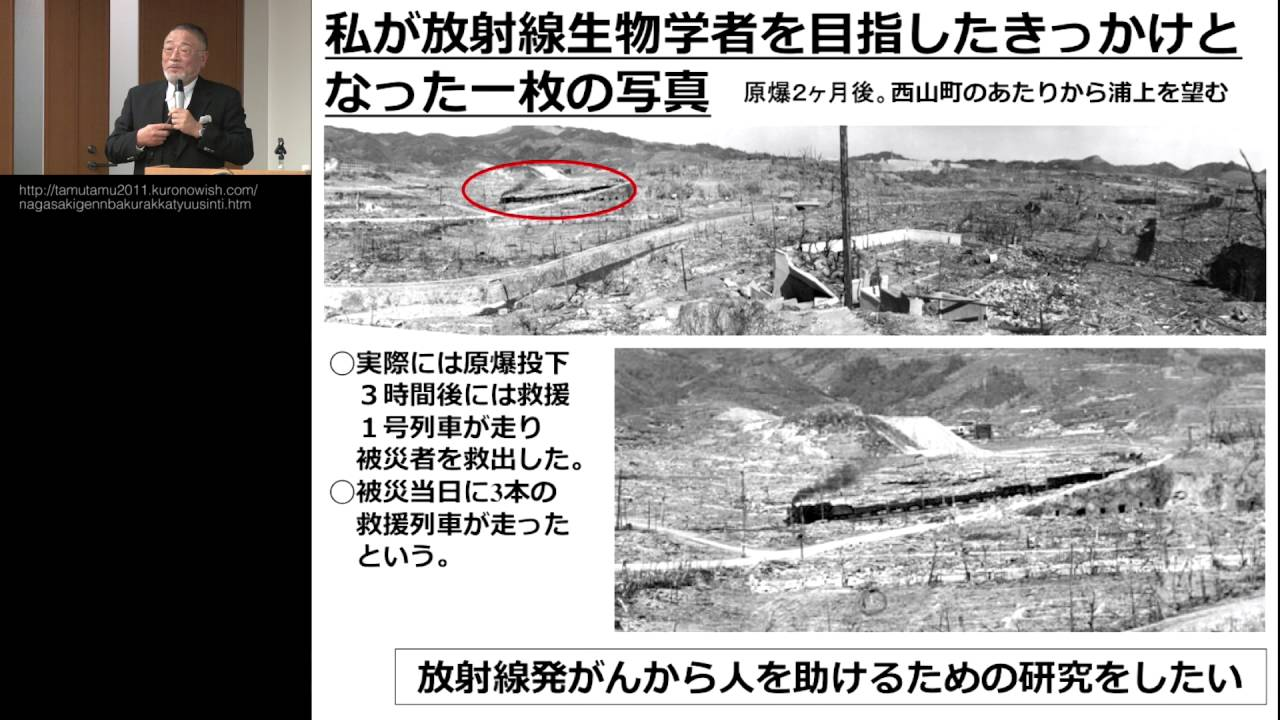 私が放射線生物学者を目指したきっかけと
なった一枚の写真
原爆2ヶ月後。西山町のあたりから浦上を望む
http://tamutamu2011.kuronowish.com/
nagasakigennbakurakkatyuusinti.htm
○実際には原爆投下
３時間後には救援
１号列車が走り
被災者を救出した。
○被災当日に3本の
救援列車が走った
という。
放射線発がんから人を助けるための研究をしたい